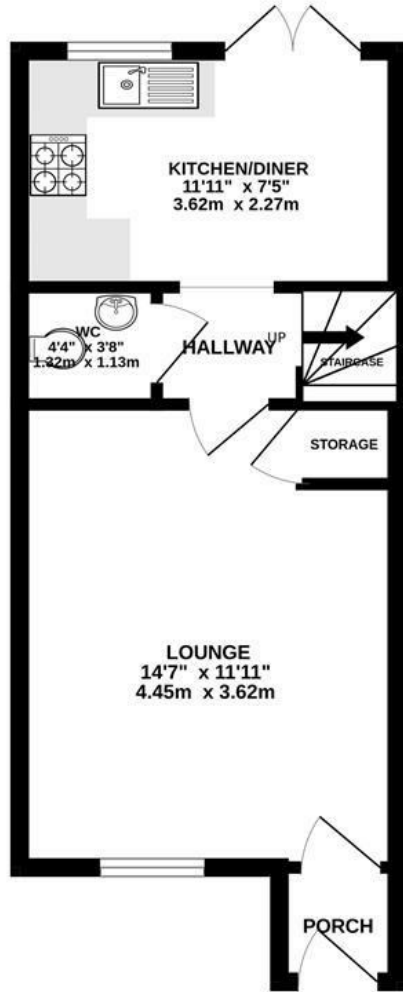 KITCHEN/DINER
11'11" x 7'5"
3.62m x 2.27m
WC
4'4" x 3'8"
1.32m x 1.13m
HALLWAY
UP
STAIRCASE
STORAGE
LOUNGE
14'7" x 11'11"
4.45m x 3.62m
PORCH